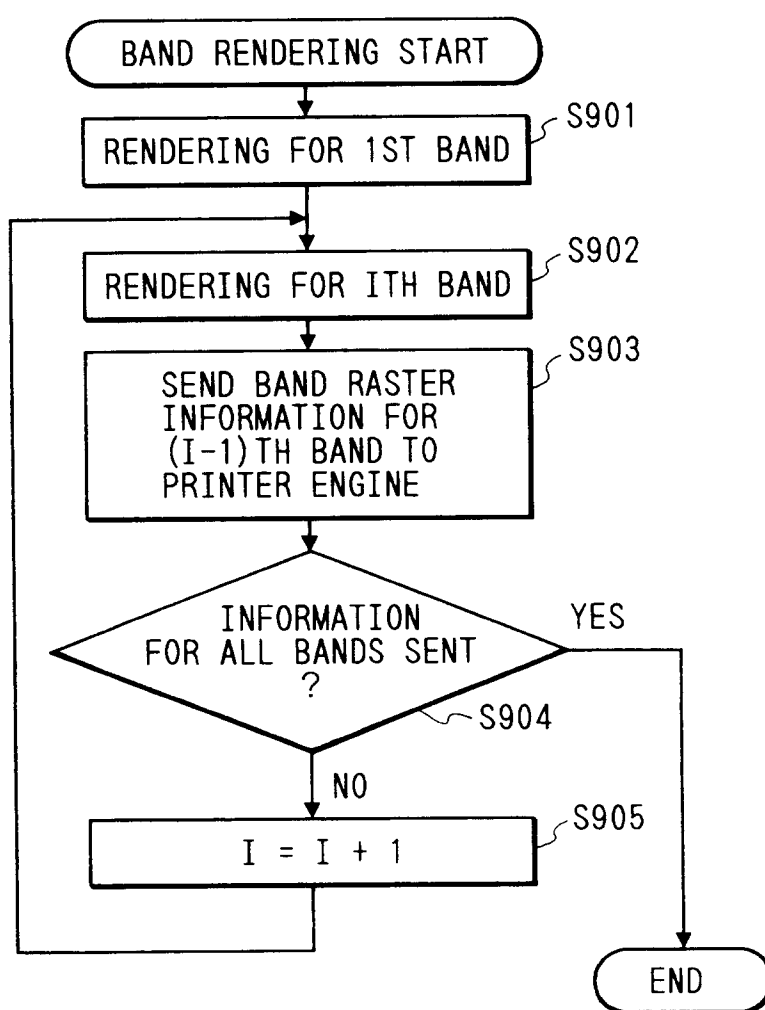 BAND RENDERING START
S901
RENDERING FOR 1ST BAND
S902
RENDERING FOR ITH BAND
S903
SEND BAND RASTER
INFORMATION FOR
(I-1)TH BAND TO
PRINTER ENGINE
INFORMATION
FOR ALL BANDS SENT
?
YES
S904
NO
S905
I = I + 1
END